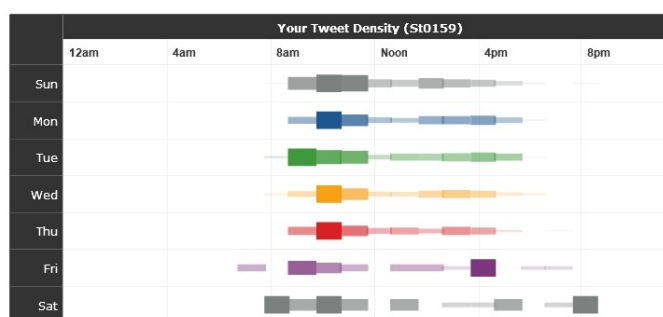 Your Tweet Density (St0159)
12am 4am 8am Noon 4pm 8pm
Sun
Mon
Tue
Wed
Thu
Fri
Sat